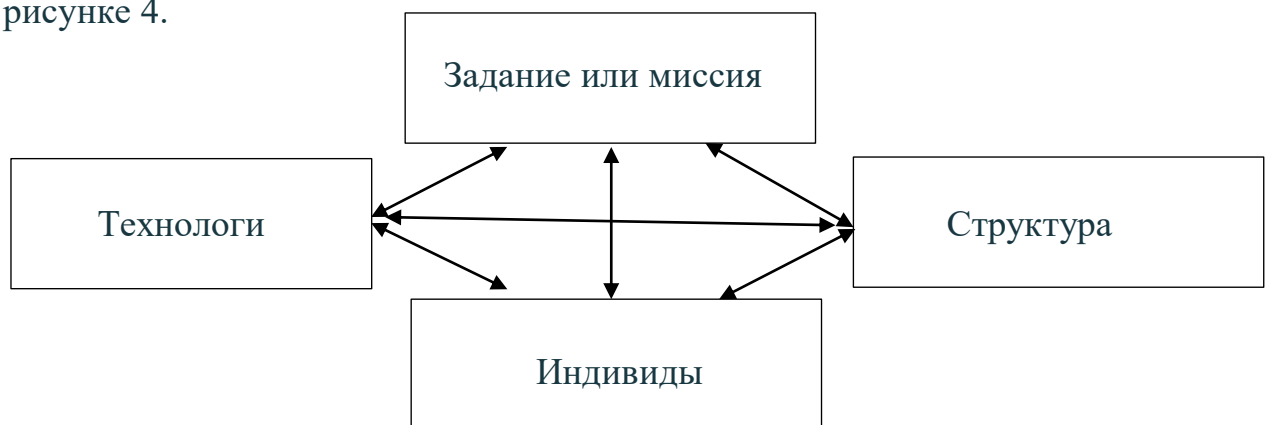 рисунке 4.
Задание или миссия
Технологи
Структура
Индивиды